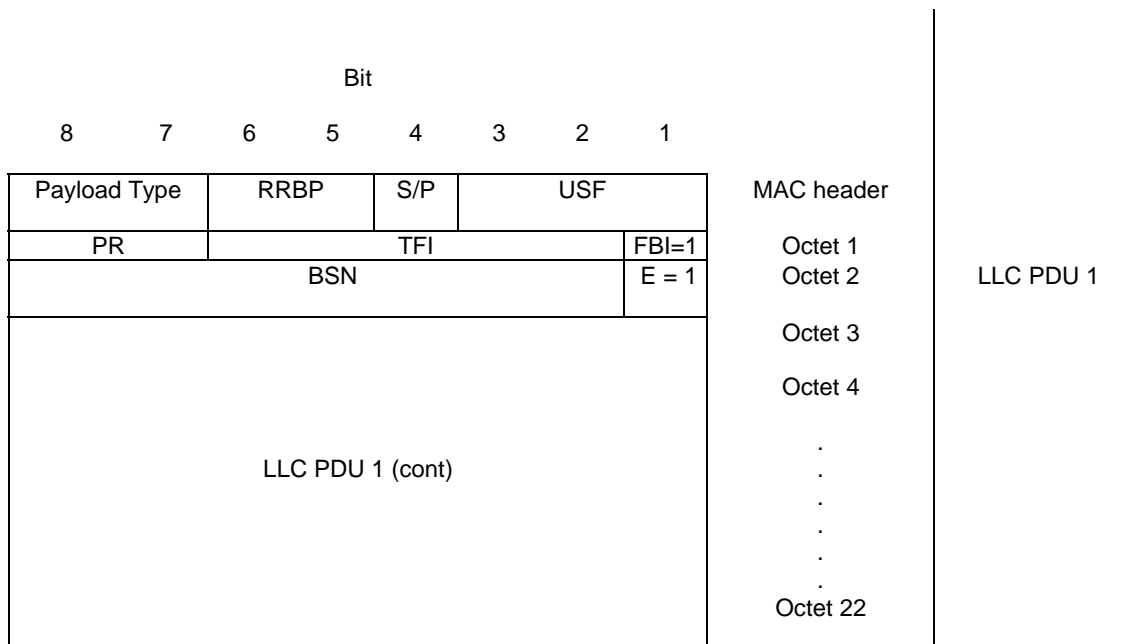 Bit
8 7 6 5 4 3 2 1
Payload Type RRBP S/P USF MAC header
PR TFI FBI=1 Octet 1
BSN E = 1 Octet 2 LLC PDU 1
Octet 3
Octet 4
.
LLC PDU 1 (cont) .
.
.
.
.
Octet 22